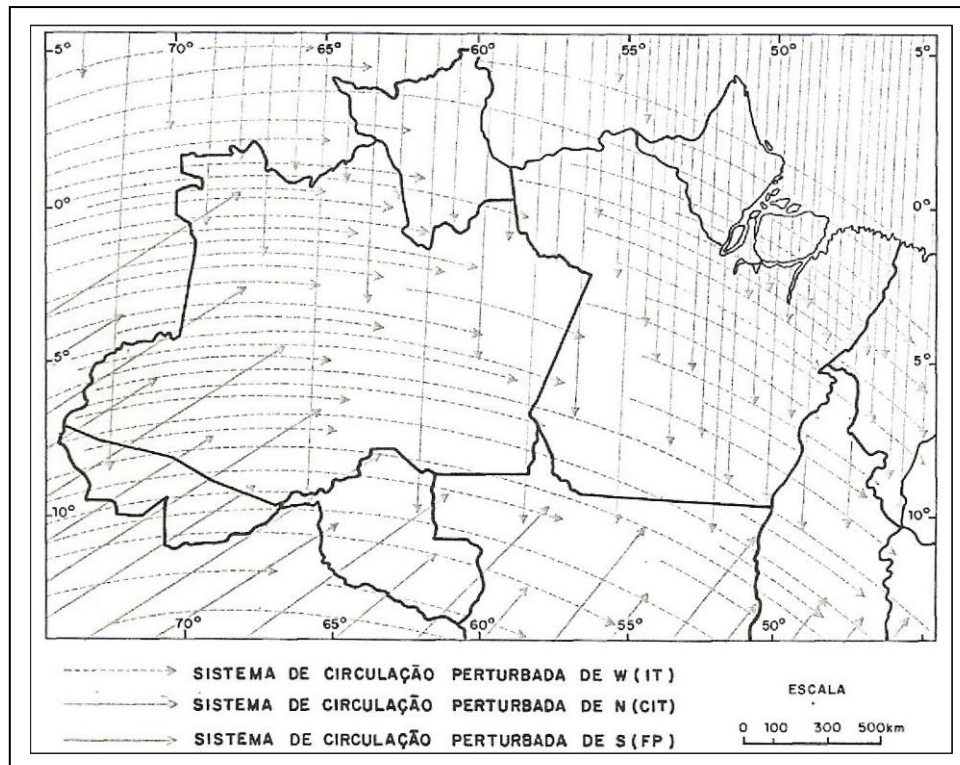 5° 70° 65° 60° 55° 50° 45°
5°
0° 0°
5° 5°
10° 10°
70° 65° 60° 55° 50°
SISTEMA DE CIRCULAÇÃO PERTURBADA DE W (IT)
SISTEMA DE CIRCULAÇÃO PERTURBADA DE N (CIT)
SISTEMA DE CIRCULAÇÃO PERTURBADA DE S (FP)
ESCALA
0 100 300 500km